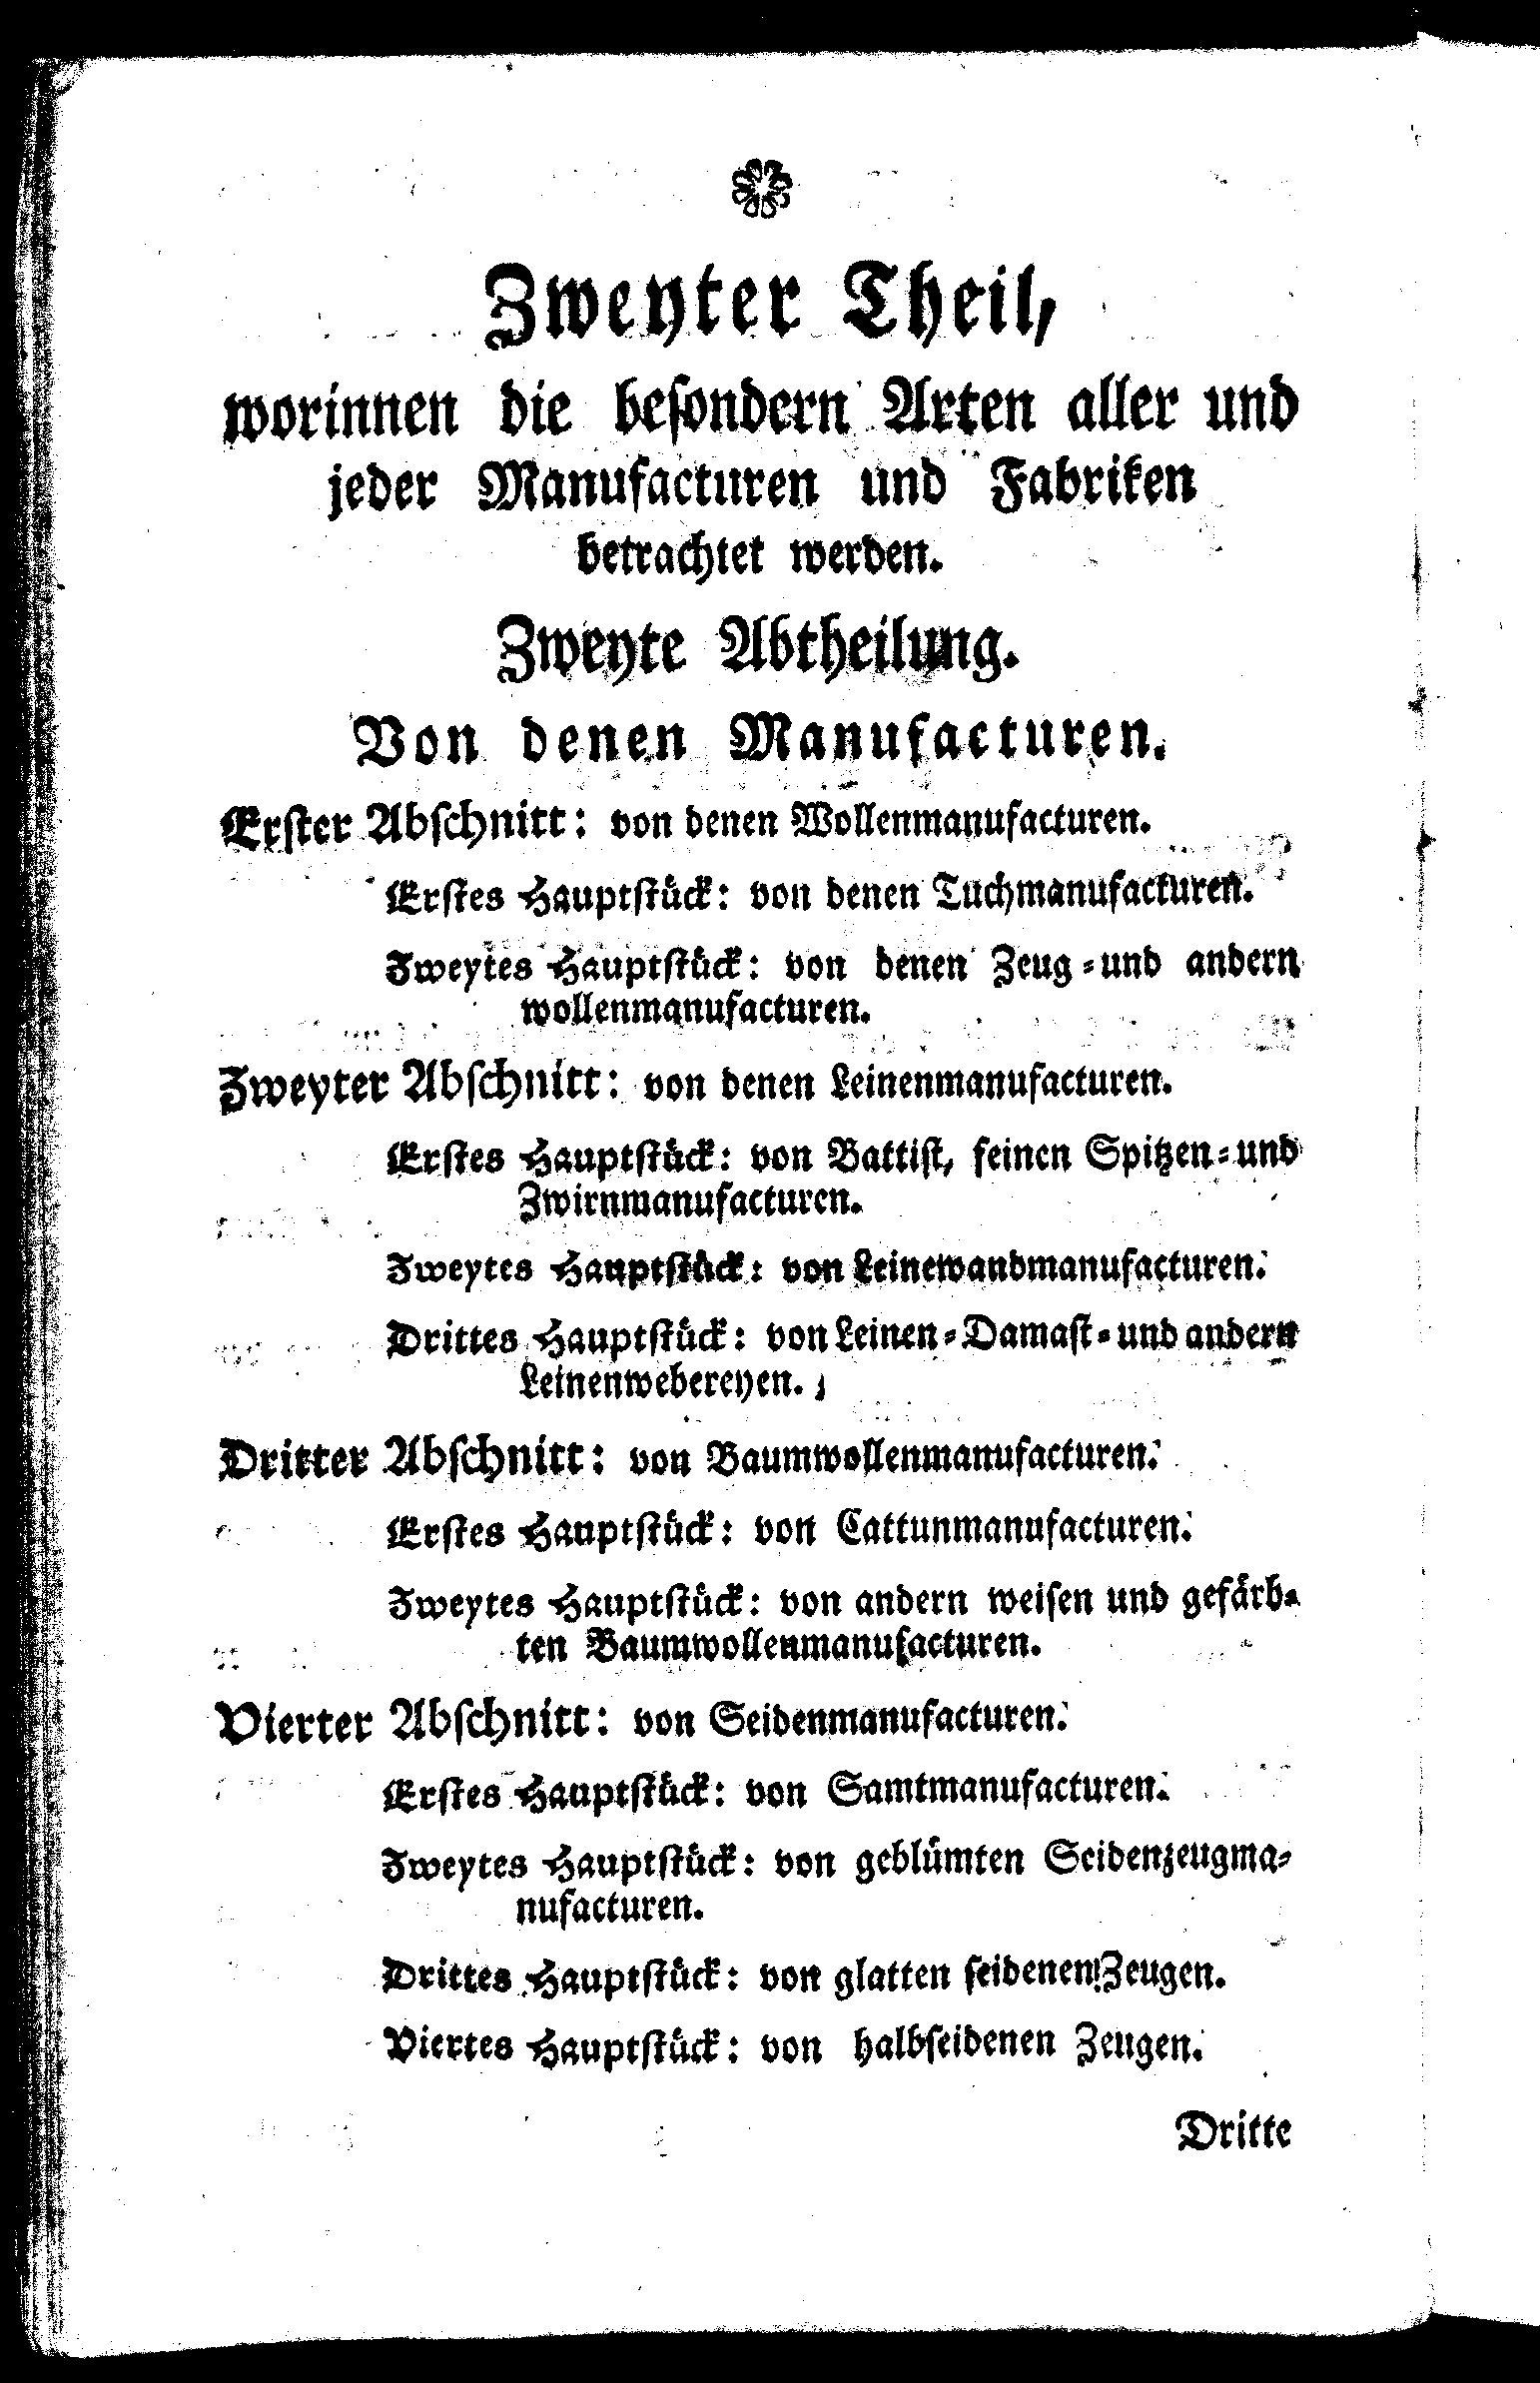 Zweyter Theil,
worinnen die beſondern Arten aller und
jeder Manufacturen und Fabriken
betrachtet werden.
Zweyte Abtheilung.
Von denen Manufacturen.
Erſter Abſchnitt: von denen Wollenmanufacturen.
Erſtes Hauptſtück: von denen Tuchmanufacturen.
Zweytes Hauptſtück: von denen Zeug-und andern
wollenmanufacturen.
Zweyter Abſchnitt: von denen Leinenmanufacturen.
Erſtes Hauptſtück: von Battiſt, feinen Spitzen-und
Zwirnmanufacturen.
Zweytes Hauptſtück: von Leinewandmanufacturen.
Drittes Hauptſtück: von Leinen-Damaſt-und andern
Leinenwebereyen.
Dritter Abſchnitt: von Baumwollenmanufacturen.
Erſtes Hauptſtück: von Cattunmanufacturen.
Zweytes Hauptſtück: von andern weiſen und gefärb-
ten Baumwollenmanufacturen.
Vierter Abſchnitt: von Seidenmanufacturen.
Erſtes Hauptſtück: von Samtmanufacturen.
Zweytes Hauptſtück: von geblümten Seidenzeugma-
nufacturen.
Drittes Hauptſtück: von glatten ſeidenen Zeugen.
Viertes Hauptſtück: von halbſeidenen Zeugen.
Dritte